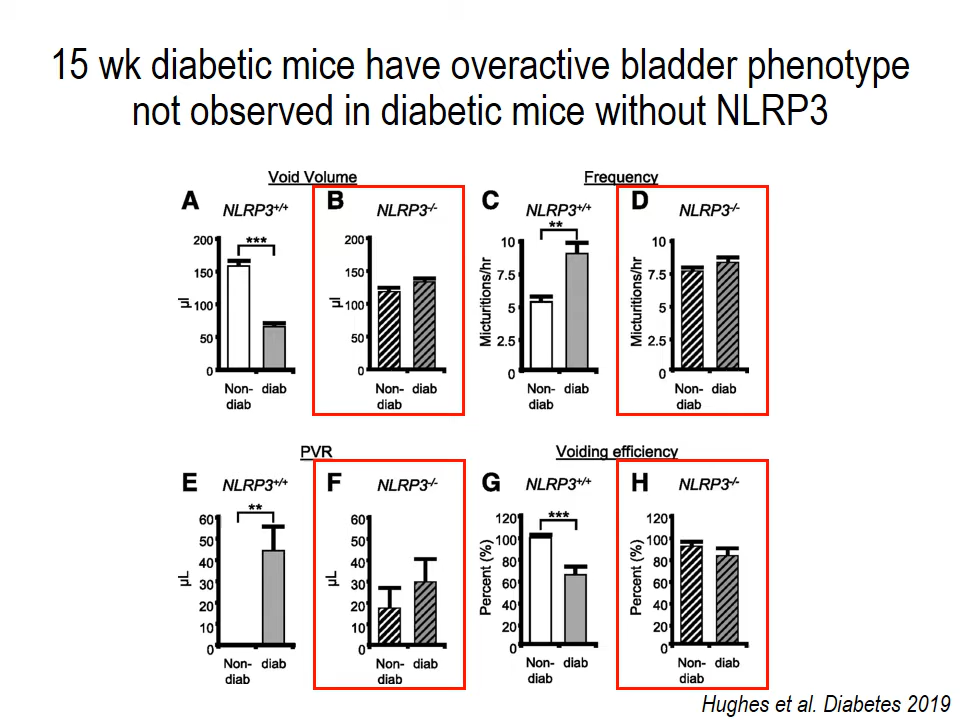 15 wk diabetic mice have overactive bladder phenotype
not observed in diabetic mice without NLRP3
Void Volume
Frequency
A
NLRP3+/+
B
NLRP3-/-
C
NLRP3+/+
D
NLRP3-/-
***
**
µl
200
150
100
50
0
Non-
diab
diab
µl
200
150
100
50
0
Non-
diab
diab
Micturitions/hr
10
7.5
5
2.5
0
Non-
diab
diab
Micturitions/hr
10
7.5
5
2.5
0
Non-
diab
diab
PVR
Voiding efficiency
E
NLRP3+/+
F
NLRP3-/-
G
NLRP3+/+
H
NLRP3-/-
**
***
µL
60
50
40
30
20
10
0
Non-
diab
diab
µL
60
50
40
30
20
10
0
Non-
diab
diab
Percent (%)
120
100
80
60
40
20
0
Non-
diab
diab
Percent (%)
120
100
80
60
40
20
0
Non-
diab
diab
Hughes et al. Diabetes 2019